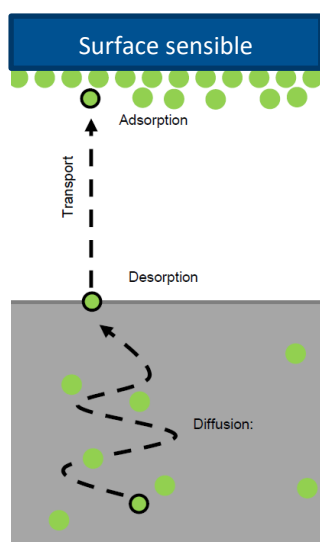 Surface sensible
Adsorption
Transport
Desorption
Diffusion: